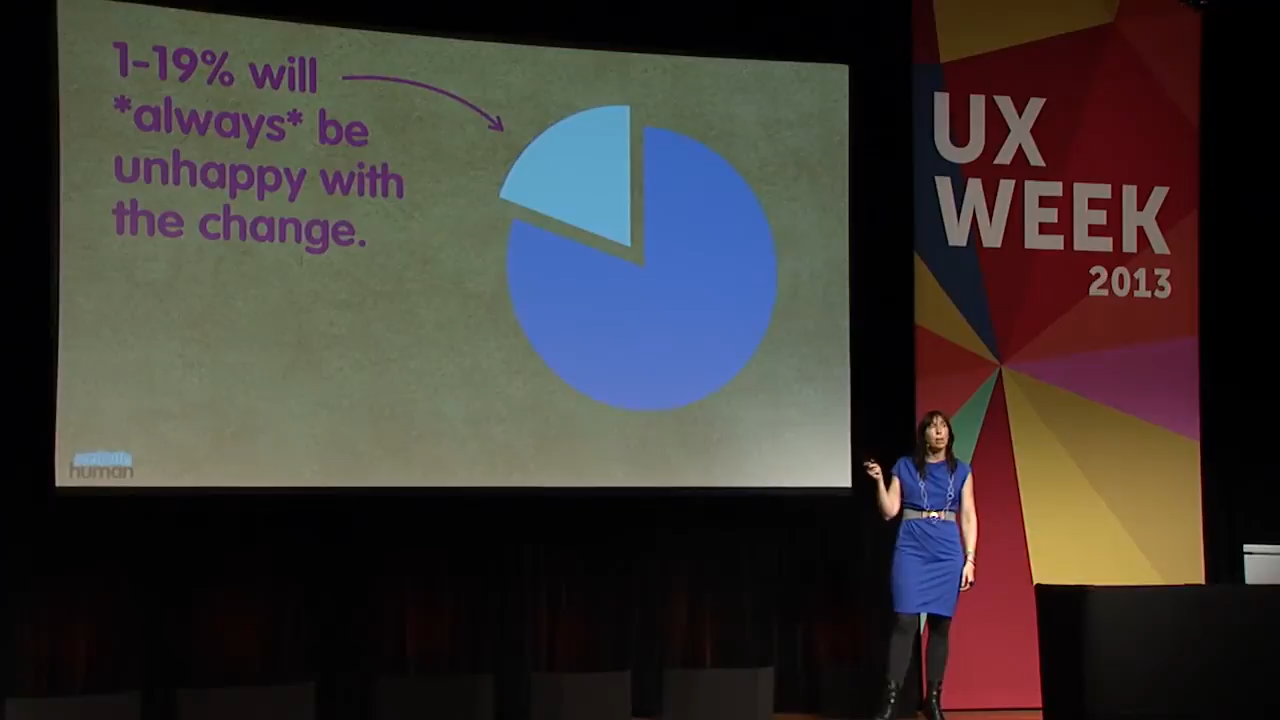 1-19% will
*always* be
unhappy with
the change.
human
UX
WEEK
2013